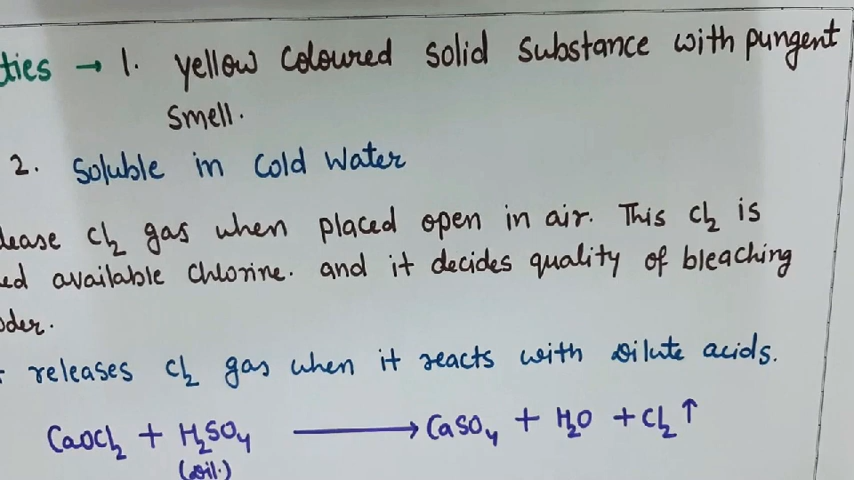 ties → 1. yellow coloured solid substance with pungent
smell.
2. Soluble in cold water
lease Cl₂ gas when placed open in air. This Cl₂ is
ed available chlorine. and it decides quality of bleaching
der.
releases Cl₂ gas when it reacts with dilute acids.
CaOCl₂ + H₂SO₄ ⟶ CaSO₄ + H₂O + Cl₂ ↑
(dil.)